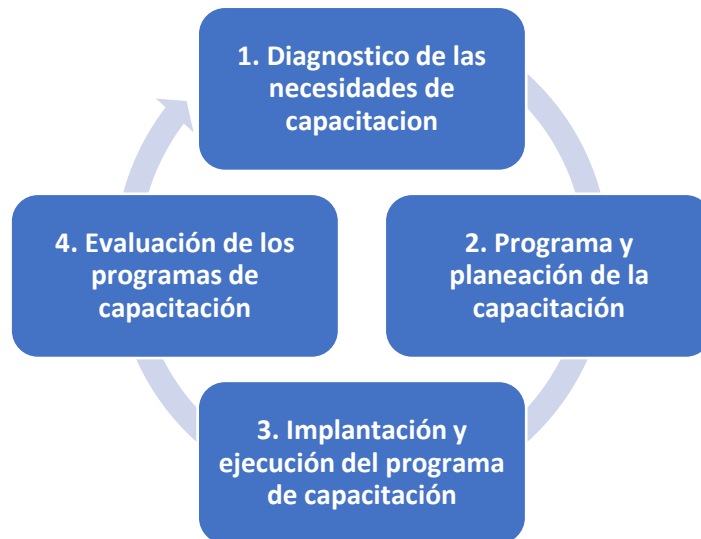 1. Diagnostico de las
necesidades de
capacitacion
2. Programa y
planeación de la
capacitación
3. Implantación y
ejecución del programa
de capacitación
4. Evaluación de los
programas de
capacitación